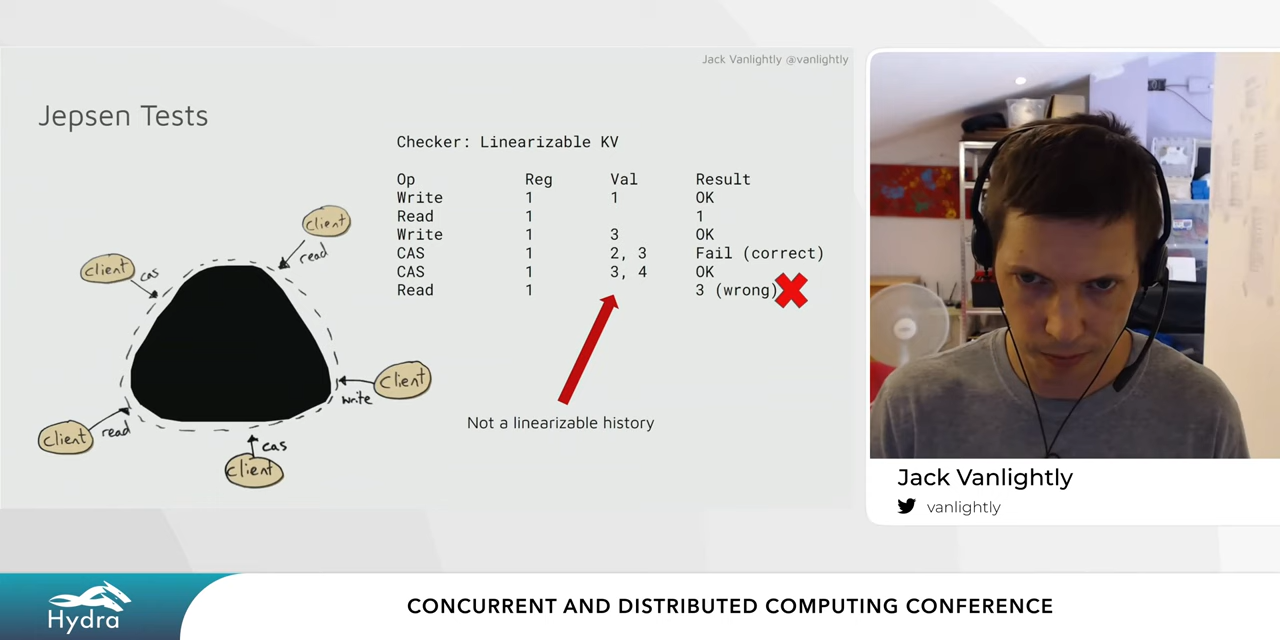 Jack Vanlightly @vanlightly
Jepsen Tests
Checker: Linearizable KV
Op Reg Val Result
Write 1 1 OK
Read 1 1
Write 1 3 OK
CAS 1 2, 3 Fail (correct)
CAS 1 3, 4 OK
Read 1 3 (wrong)
Not a linearizable history
client
read
client
cas
client
write
client
read
client
cas
Jack Vanlightly
vanlightly
Hydra
CONCURRENT AND DISTRIBUTED COMPUTING CONFERENCE